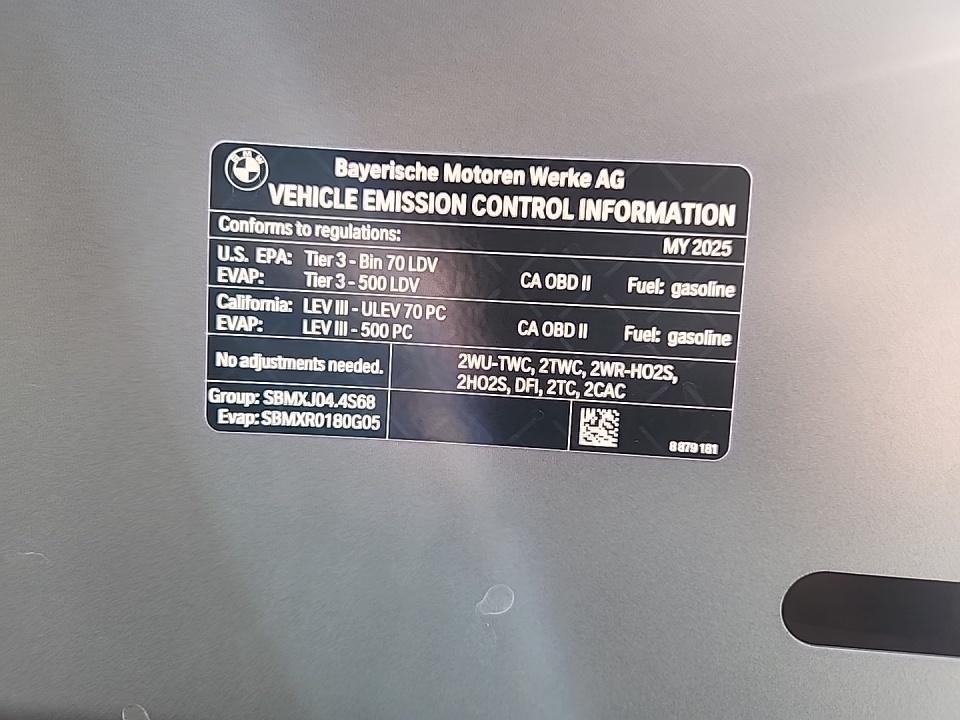 BMW
Bayerische Motoren Werke AG
VEHICLE EMISSION CONTROL INFORMATION
Conforms to regulations: MY 2025
U.S. EPA: Tier 3 - Bin 70 LDV
EVAP: Tier 3 - 500 LDV CA OBD II Fuel: gasoline
California: LEV III - ULEV 70 PC
EVAP: LEV III - 500 PC CA OBD II Fuel: gasoline
No adjustments needed.
2WU-TWC, 2TWC, 2WR-HO2S,
2HO2S, DFI, 2TC, 2CAC
Group: SBMXJ04.4S68
Evap: SBMXR0180G05
8 879 181